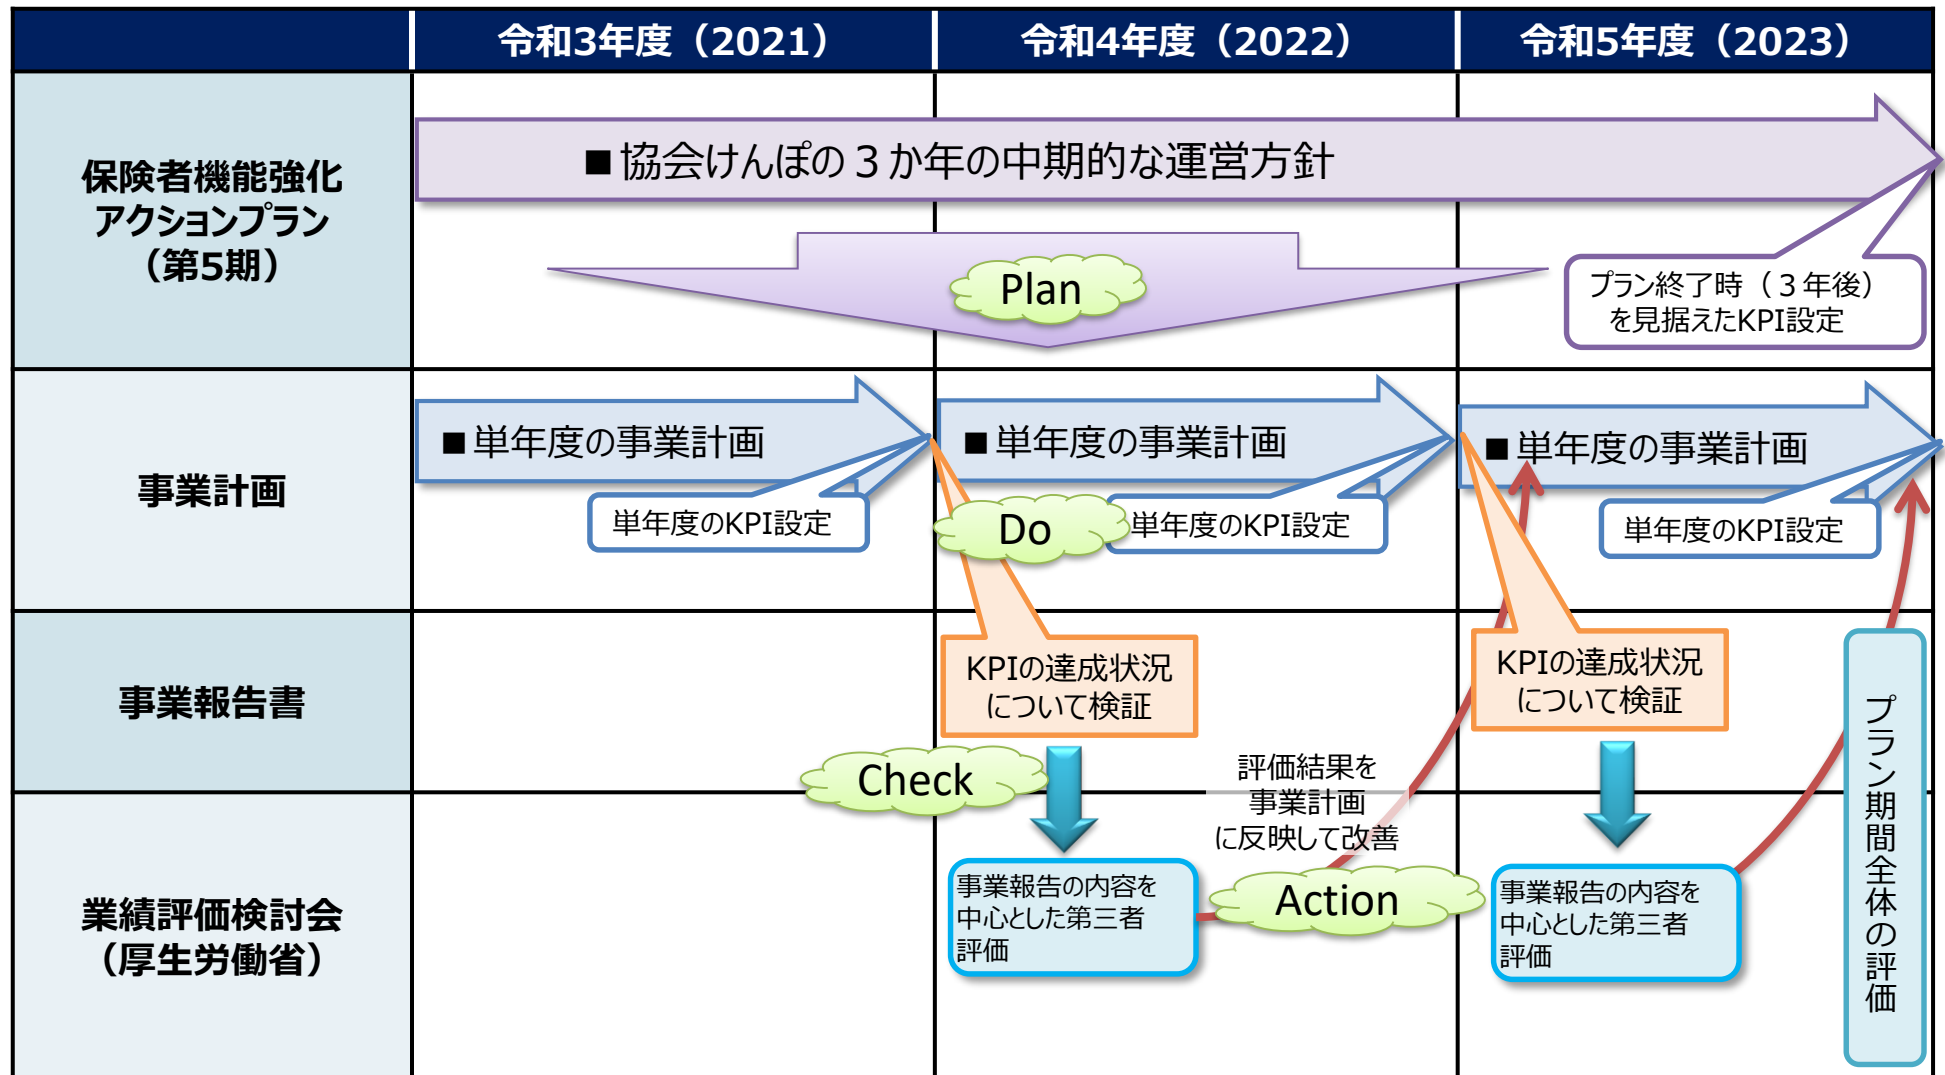 令和3年度（2021）
令和4年度（2022）
令和5年度（2023）
保険者機能強化
アクションプラン
（第5期）
■協会けんぽの３か年の中期的な運営方針
Plan
プラン終了時（３年後）
を見据えたKPI設定
事業計画
■単年度の事業計画
単年度のKPI設定
■単年度の事業計画
Do
単年度のKPI設定
■単年度の事業計画
単年度のKPI設定
事業報告書
KPIの達成状況
について検証
KPIの達成状況
について検証
Check
評価結果を
事業計画
に反映して改善
プラン期間全体の評価
業績評価検討会
（厚生労働省）
事業報告の内容を
中心とした第三者
評価
Action
事業報告の内容を
中心とした第三者
評価